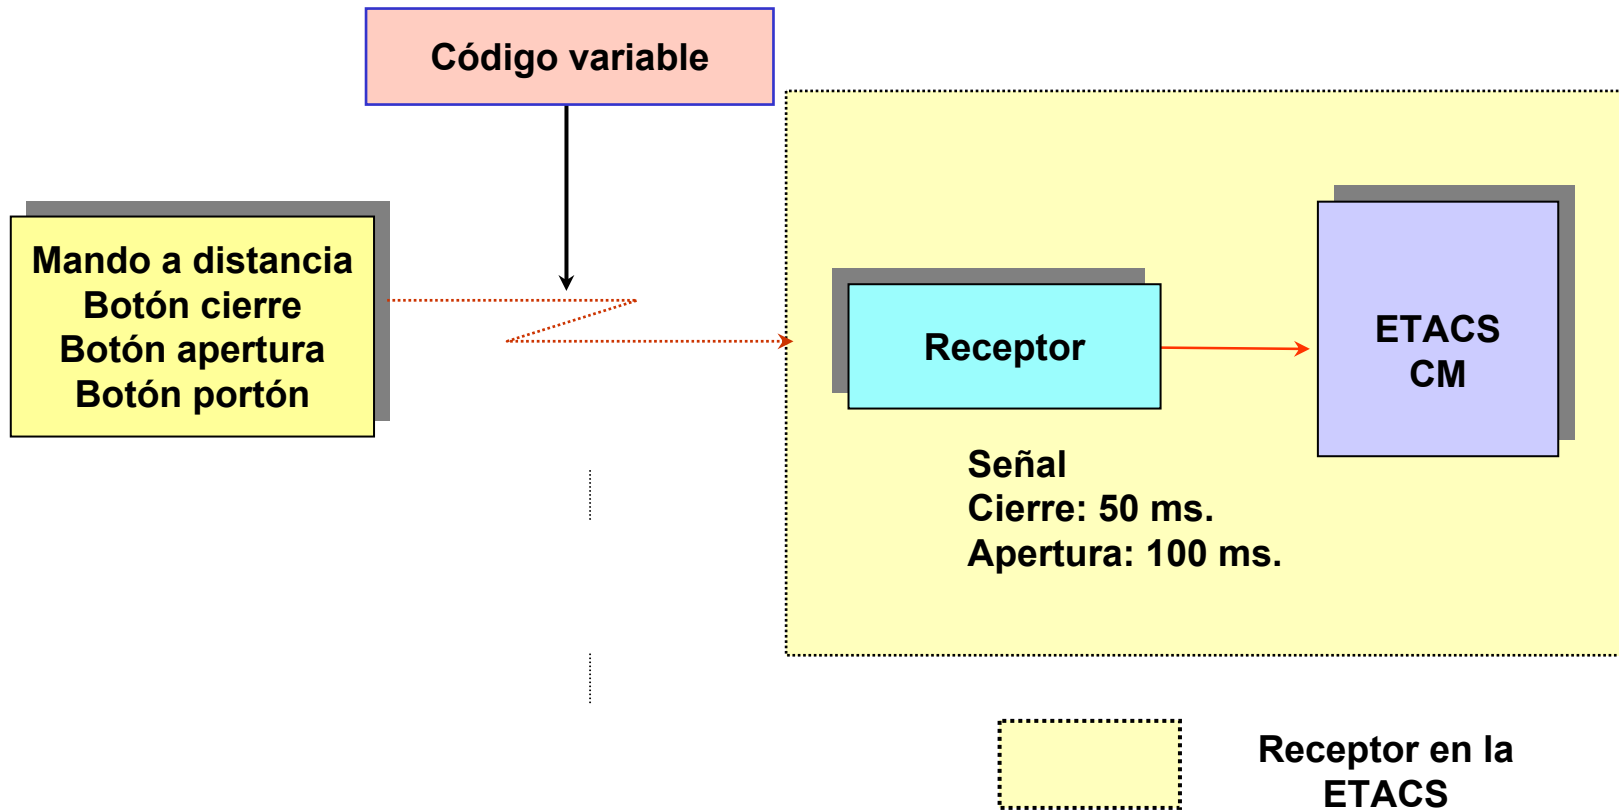 Código variable
Mando a distancia
Botón cierre
Botón apertura
Botón portón
Receptor
ETACS
CM
Señal
Cierre: 50 ms.
Apertura: 100 ms.
Receptor en la
ETACS